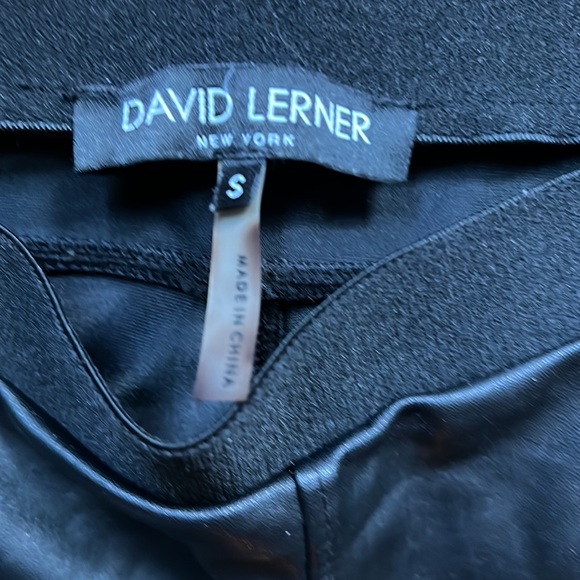 DAVID LERNER
NEW YORK
S
MADE IN CHINA